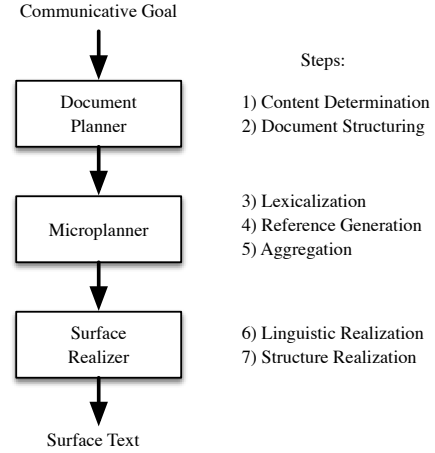 Communicative Goal
Steps:
Document
Planner
1) Content Determination
2) Document Structuring
Microplanner
3) Lexicalization
4) Reference Generation
5) Aggregation
Surface
Realizer
6) Linguistic Realization
7) Structure Realization
Surface Text